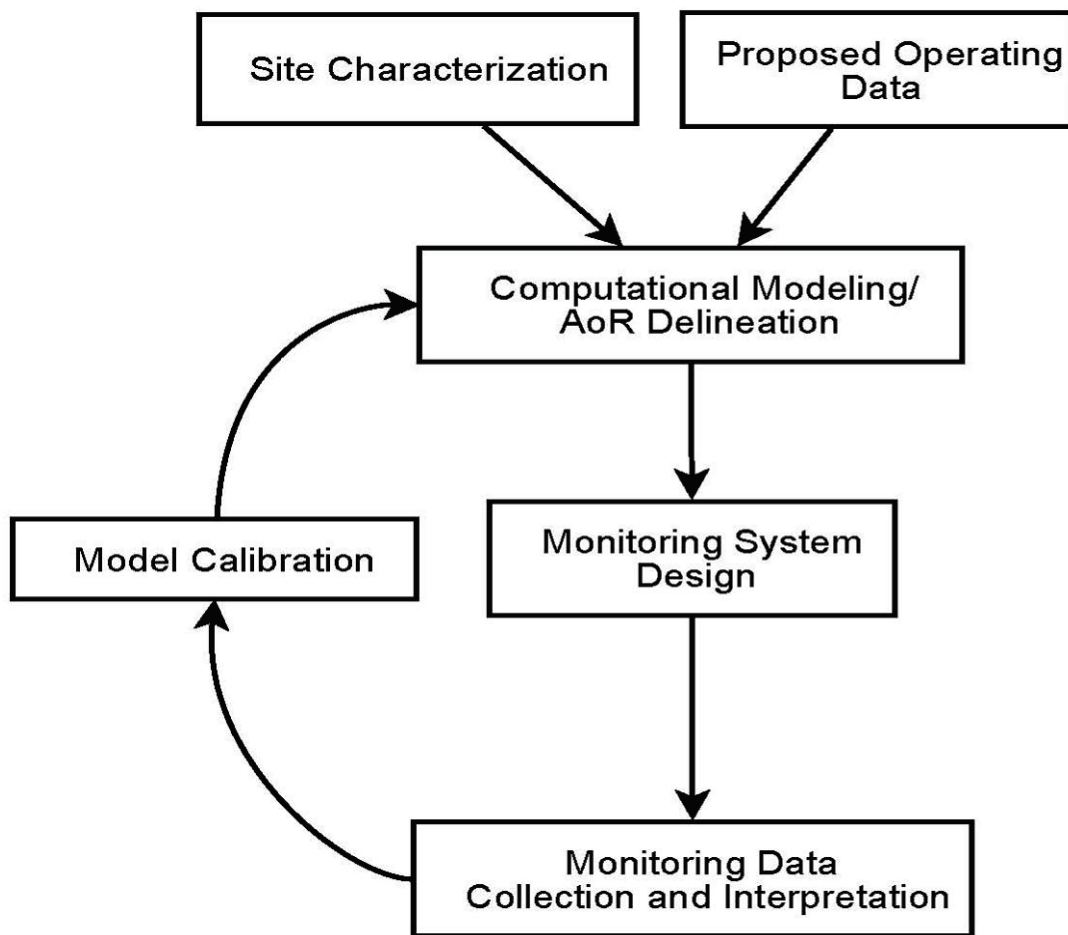 Site Characterization
Proposed Operating
Data
Computational Modeling/
AoR Delineation
Model Calibration
Monitoring System
Design
Monitoring Data
Collection and Interpretation